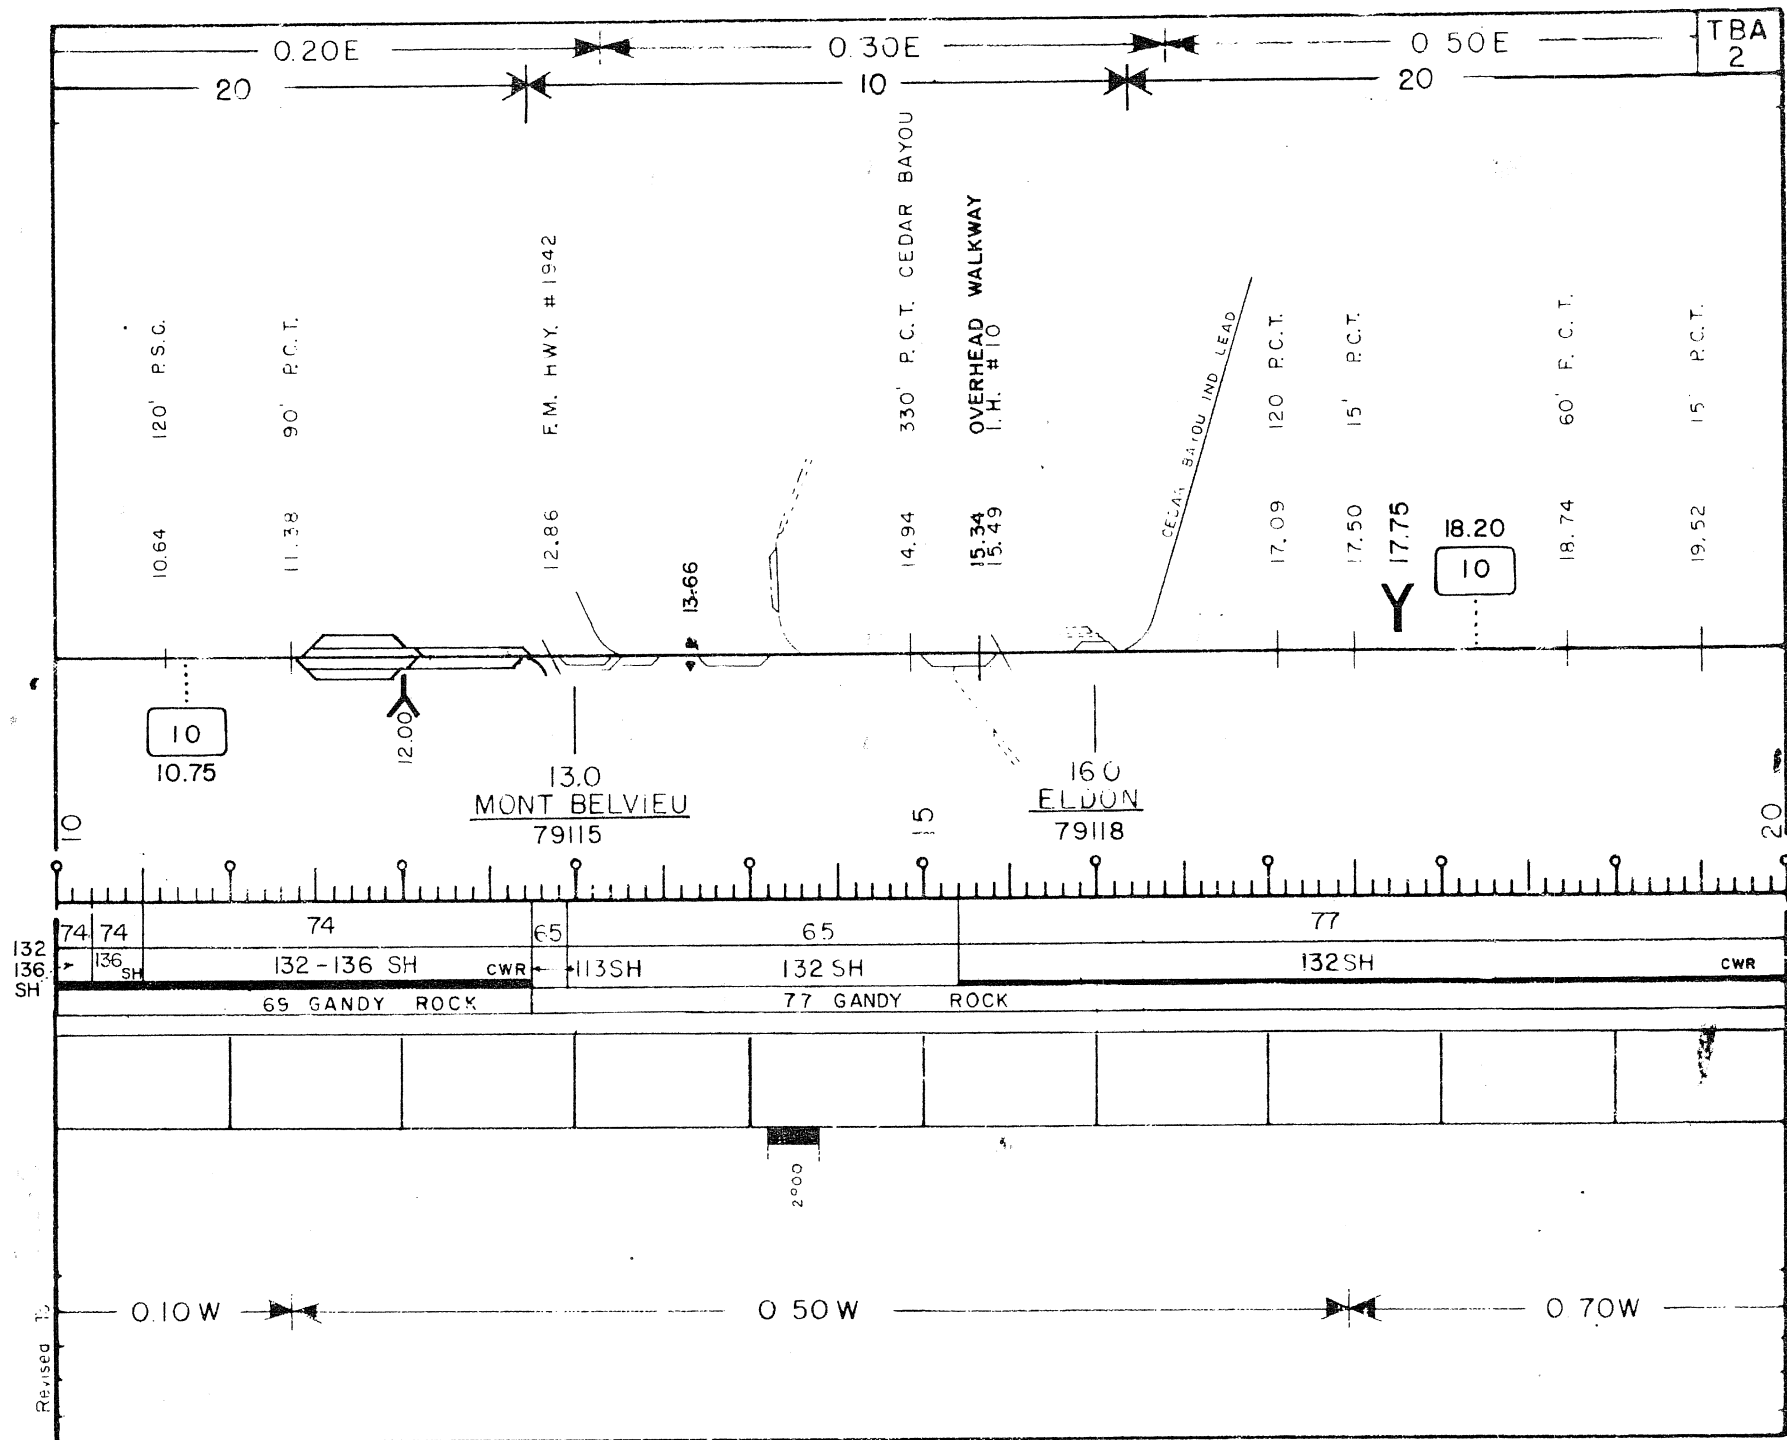 0.20E 0.30E 0 50E TBA
2
20 10 20
10.64 120' P.S.C.
11.38 90' P.C.T.
12.86 F.M. HWY. #1942
13.66
14.94 330' P.C.T. CEDAR BAYOU
15.34 OVERHEAD WALKWAY
15.49 I.H. #10
CEDAR BAYOU IND LEAD
17.09 120 P.C.T.
17.50 15' P.C.T.
17.75
Y
18.20
10
18.74 60' F.C.T.
19.52 15' P.C.T.
10
10.75
Y
12.00
13.0
MONT BELVIEU
79115
16 0
ELDON
79118
10 15 20
74 74 74 65 65 77
132
136
SH
136 SH 132-136 SH CWR 113SH 132 SH 132SH CWR
69 GANDY ROCK 77 GANDY ROCK
2°00
0.10 W 0 50 W 0 70W
Revised